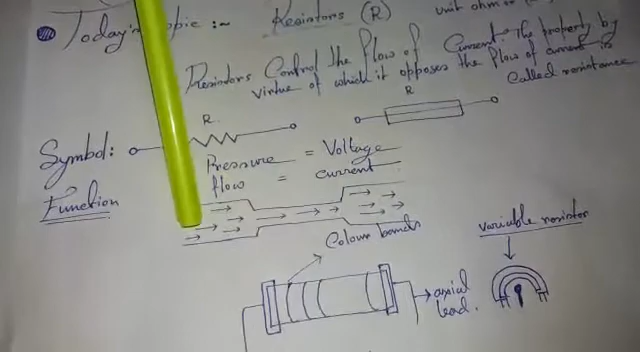 Today's topic :~ Resistors (R) unit ohm
Resistors Control the flow of Current. The property by
virtue of which it opposes the flow of current is
called resistance
Symbol: R R
Pressure = Voltage
flow = current
Function
Colour bands
variable resistor
axial
lead.